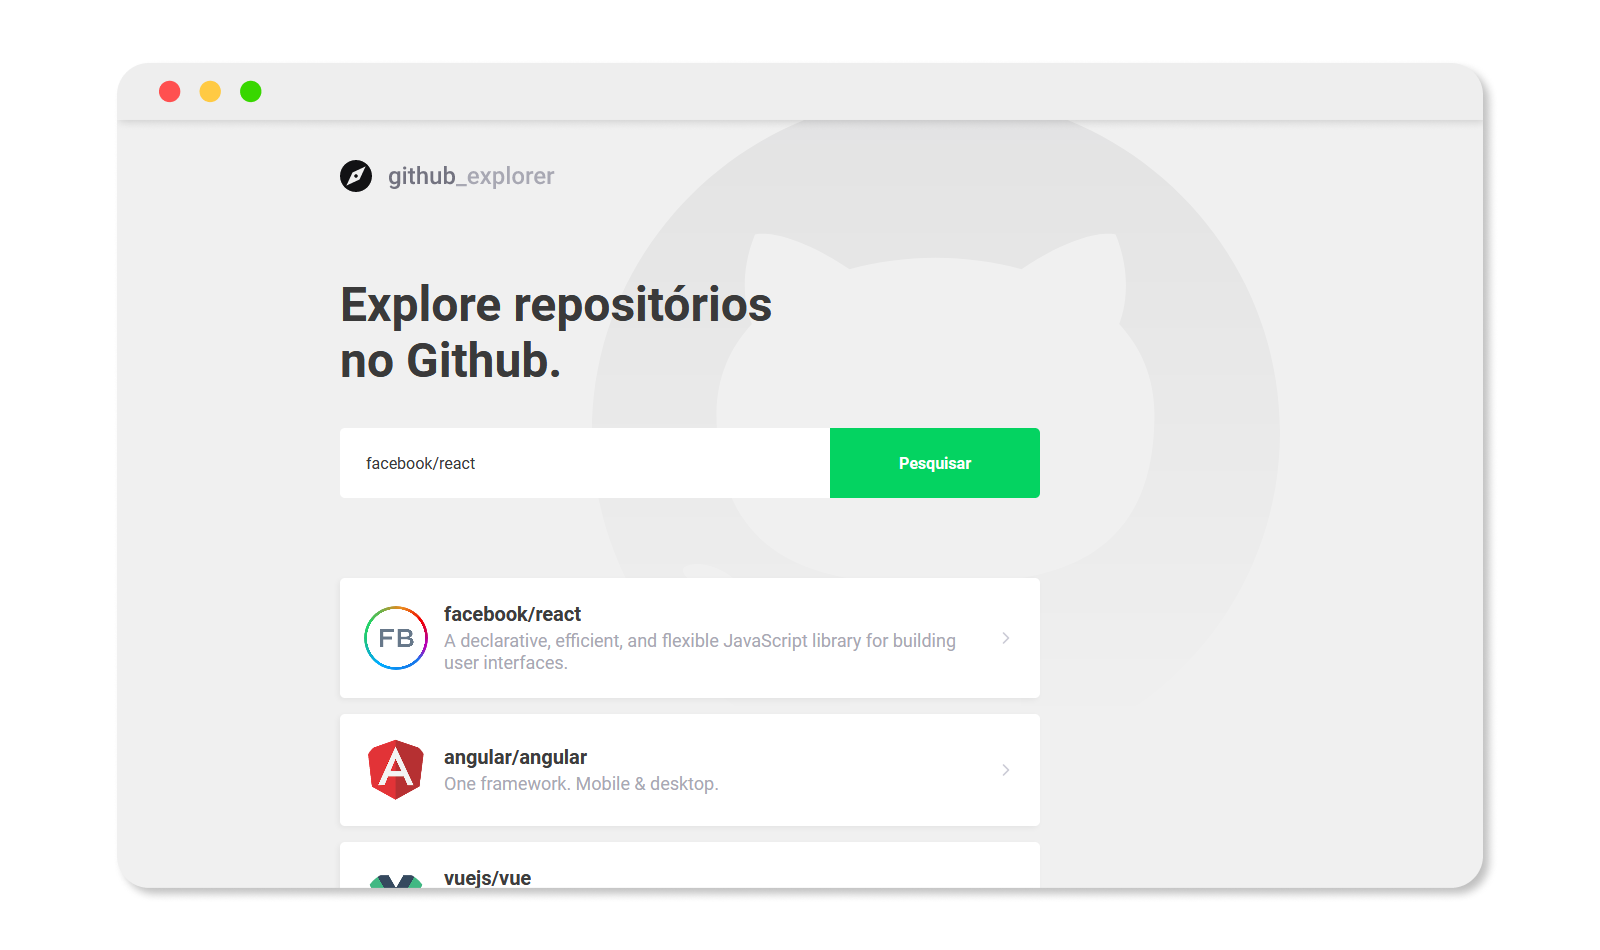 github_explorer
Explore repositórios
no Github.
facebook/react
Pesquisar
FB
facebook/react
A declarative, efficient, and flexible JavaScript library for building
user interfaces.
A
angular/angular
One framework. Mobile & desktop.
vuejs/vue